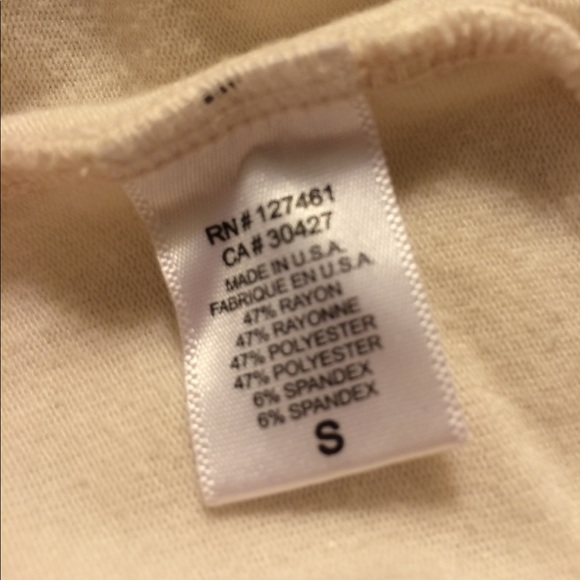 RN# 127461
CA# 30427
MADE IN U.S.A.
FABRIQUE EN U.S.A.
47% RAYON
47% RAYONNE
47% POLYESTER
47% POLYESTER
6% SPANDEX
6% SPANDEX
S